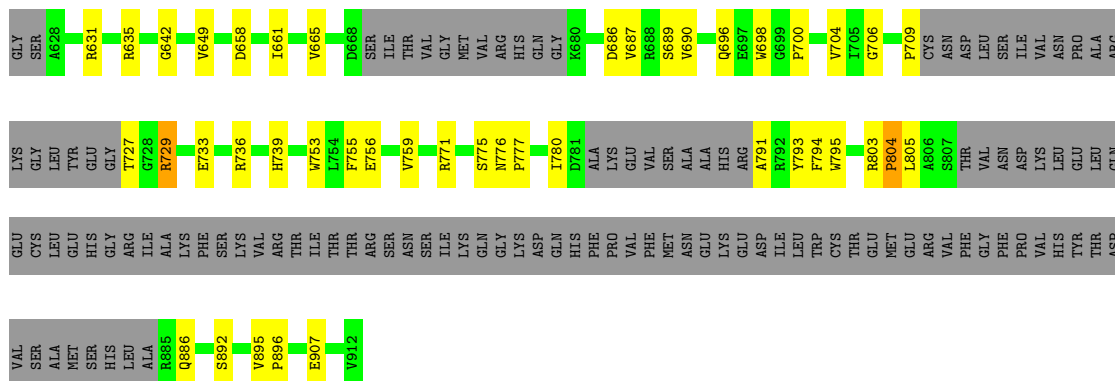 GLY SER A628 R631 R635 G642 V649 D658 I661 V665 D668 SER ILE THR VAL GLY MET VAL ARG HIS GLN GLY K680 D686 V687 R688 S689 V690 Q696 E697 W698 G699 P700 V704 I705 G706 P709 CYS ASN ASP LEU SER ILE VAL ASN PRO ALA ARG
LYS GLY LEU TYR GLU GLY T727 G728 R729 E733 R736 H739 W753 L754 F755 E756 V759 R771 S775 N776 P777 I780 D781 ALA LYS GLU VAL SER ALA ALA HIS ARG A791 R792 Y793 F794 W795 R803 P804 L805 A806 S807 THR VAL ASN ASP LYS LEU GLU LEU GLN
GLU CYS LEU GLU HIS GLY ARG ILE ALA LYS PHE SER LYS VAL ARG THR ILE THR THR ARG SER ASN SER ILE LYS GLN GLY LYS ASP GLN HIS PHE PRO VAL PHE MET ASN GLU LYS GLU ASP ILE LEU TRP CYS THR GLU MET GLU ARG VAL PHE GLY PHE PRO VAL HIS TYR THR ASP
VAL SER ALA MET SER HIS LEU ALA R885 Q886 S892 V895 P896 E907 V912